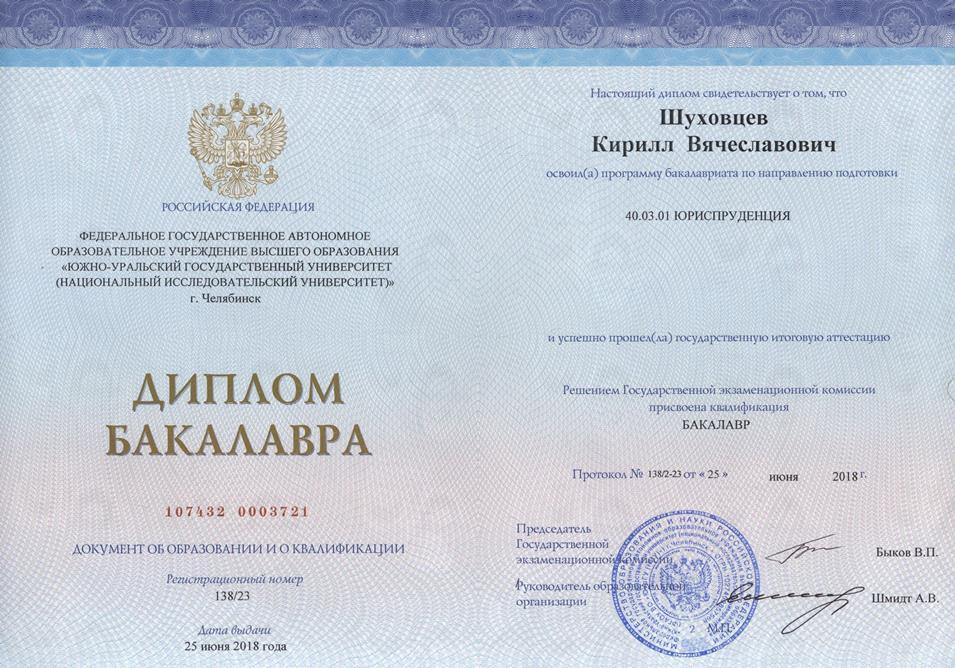 РОССИЙСКАЯ ФЕДЕРАЦИЯ
ФЕДЕРАЛЬНОЕ ГОСУДАРСТВЕННОЕ АВТОНОМНОЕ
ОБРАЗОВАТЕЛЬНОЕ УЧРЕЖДЕНИЕ ВЫСШЕГО ОБРАЗОВАНИЯ
«ЮЖНО-УРАЛЬСКИЙ ГОСУДАРСТВЕННЫЙ УНИВЕРСИТЕТ
(НАЦИОНАЛЬНЫЙ ИССЛЕДОВАТЕЛЬСКИЙ УНИВЕРСИТЕТ)»
г. Челябинск
ДИПЛОМ
БАКАЛАВРА
107432 0003721
ДОКУМЕНТ ОБ ОБРАЗОВАНИИ И О КВАЛИФИКАЦИИ
Регистрационный номер
138/23
Дата выдачи
25 июня 2018 года
Настоящий диплом свидетельствует о том, что
Шуховцев
Кирилл Вячеславович
освоил(а) программу бакалавриата по направлению подготовки
40.03.01 ЮРИСПРУДЕНЦИЯ
и успешно прошел(ла) государственную итоговую аттестацию
Решением Государственной экзаменационной комиссии
присвоена квалификация
БАКАЛАВР
Протокол № 138/2-23 от « 25 » июня 2018 г.
Председатель
Государственной
экзаменационной комиссии
Быков В.П.
Руководитель образовательной
организации
Шмидт А.В.
М.П.
2